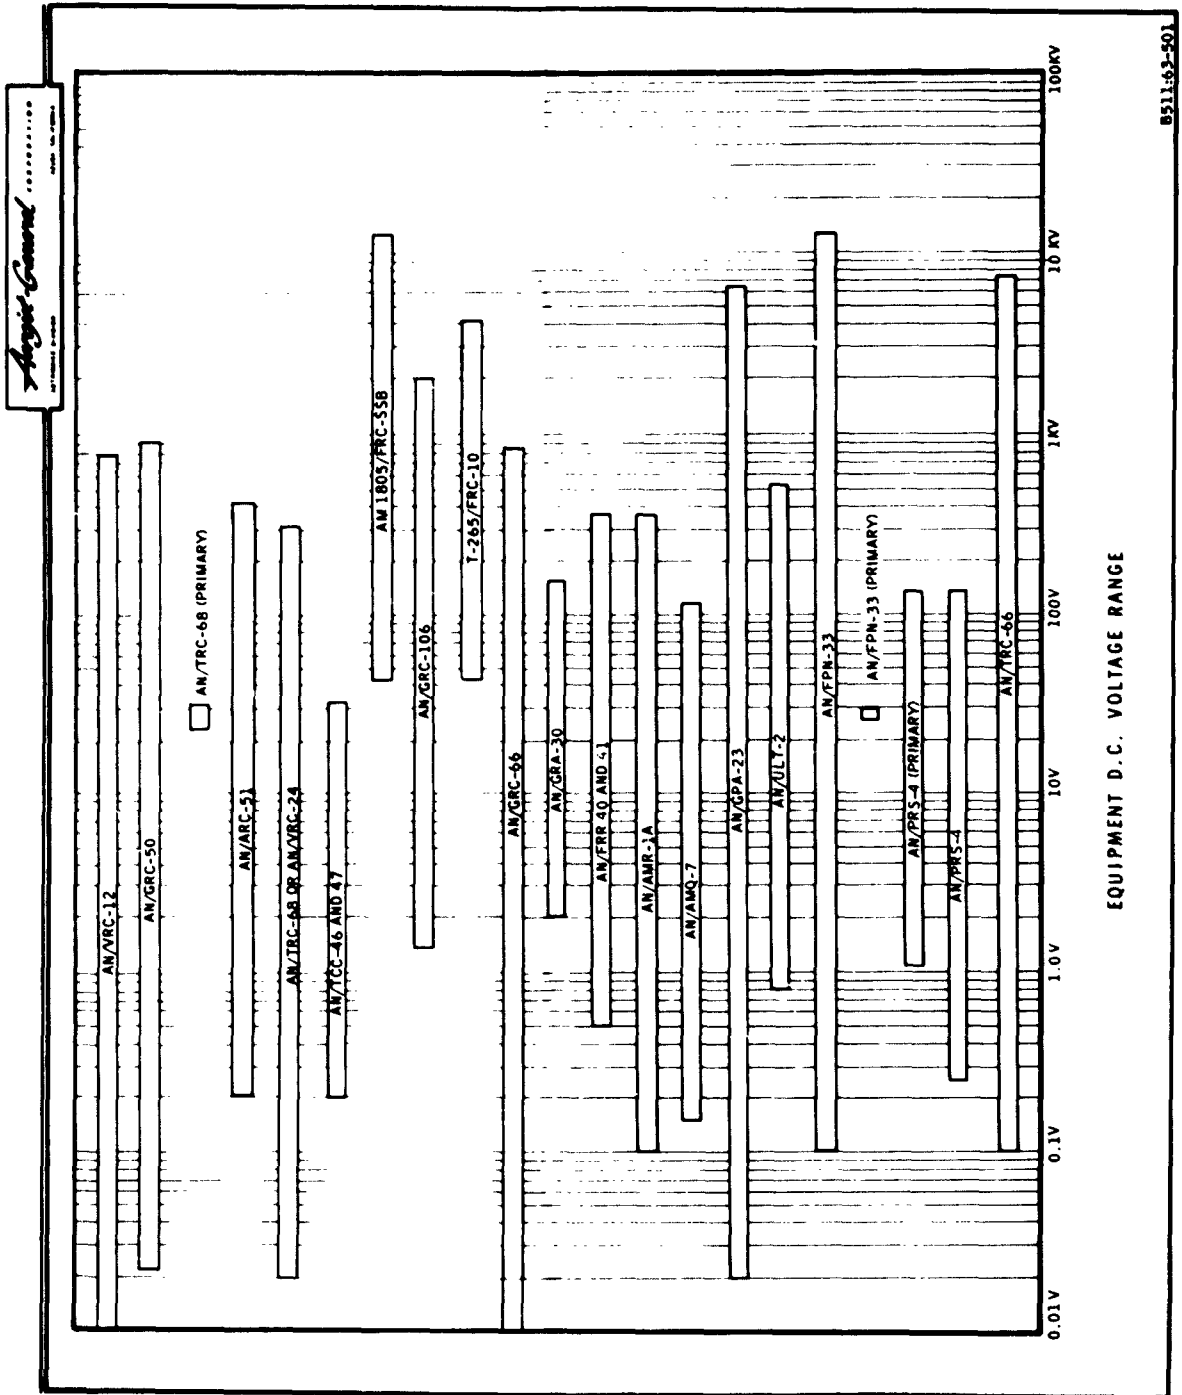 Aerojet-General
AN/VRC-12
AN/GRC-50
AN/TRC-68 (PRIMARY)
AN/ARC-51
AN/TRC-68 OR AN/VRC-24
AN/TCC-46 AND 47
AM 1805/FRC-SSB
AN/GRC-106
T-265/FRC-10
AN/GRC-66
AN/GRA-30
AN/FRR 40 AND 41
AN/AMR-1A
AN/AMQ-7
AN/GPA-23
AN/ULT-2
AN/FPN-33
AN/FPN-33 (PRIMARY)
AN/PRS-4 (PRIMARY)
AN/PRS-4
AN/TRC-66
0.01V
0.1V
1.0V
10V
100V
1KV
10 KV
100KV
EQUIPMENT D.C. VOLTAGE RANGE
B511:63-501